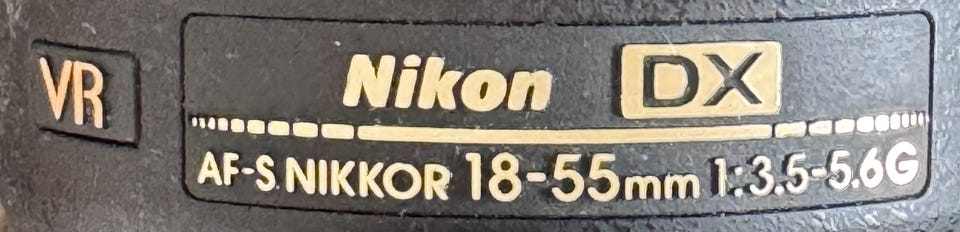 VR
Nikon DX
AF-S NIKKOR 18-55mm 1:3.5-5.6G